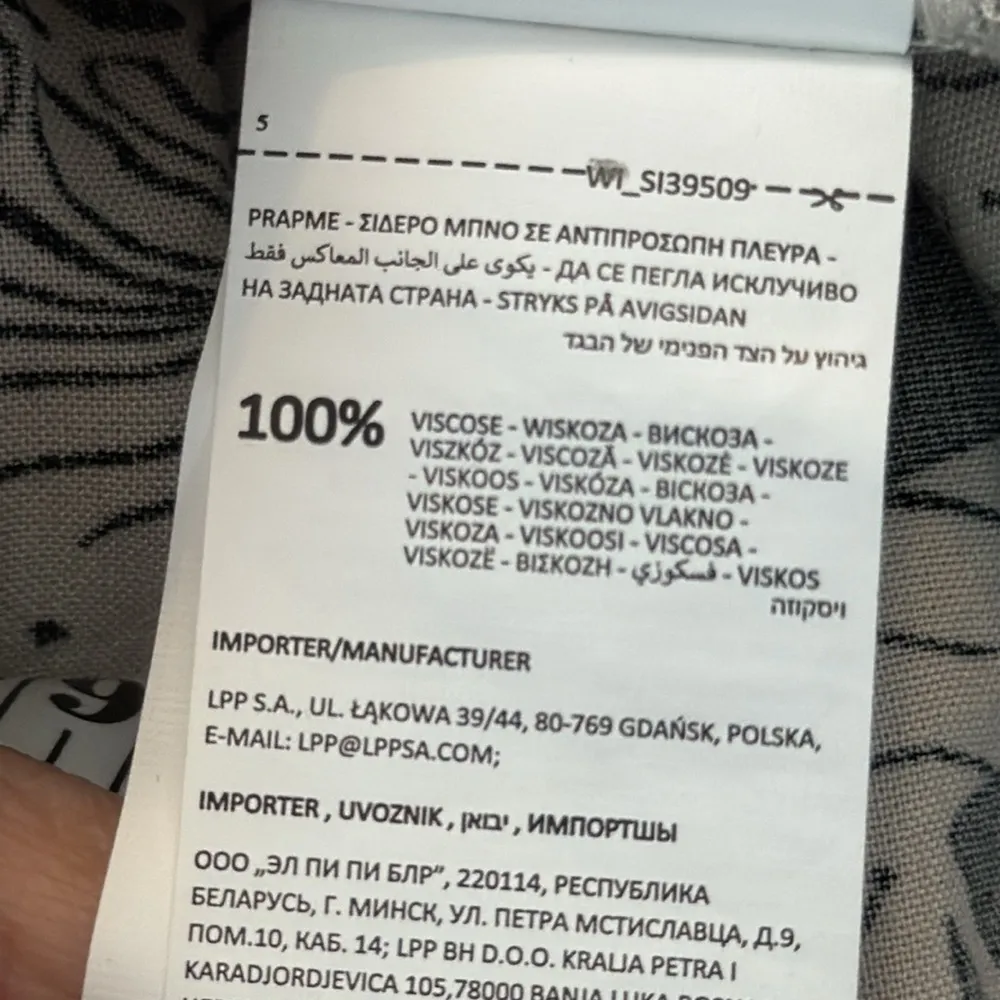 5
WI_SI39509
PRAPME - ΣΙΔΕΡΟ ΜΠΝΟ ΣΕ ΑΝΤΙΠΡΟΣΩΠΗ ΠΛΕΥΡΑ -
يكوى على الجانب المعاكس فقط - ДА СЕ ПЕГЛА ИСКЛУЧИВО
НА ЗАДНАТА СТРАНА - STRYKS PÅ AVIGSIDAN
גיהוץ על הצד הפנימי של הבגד
100% VISCOSE - WISKOZA - ВИСКОЗА -
VISZKÓZ - VISCOZĂ - VISKOZĖ - VISKOZE
- VISKOOS - VISKÓZA - ВІСКОЗА -
VISKOSE - VISKOZNO VLAKNO -
VISKOZA - VISKOOSI - VISCOSA -
VISKOZË - ΒΙΣΚΟΖΗ - فسكوزي - VISKOS
ויסקוזה
IMPORTER/MANUFACTURER
LPP S.A., UL. ŁĄKOWA 39/44, 80-769 GDAŃSK, POLSKA,
E-MAIL: LPP@LPPSA.COM;
IMPORTER , UVOZNIK , יבואן , ИМПОРТШЫ
ООО „ЭЛ ПИ ПИ БЛР", 220114, РЕСПУБЛИКА
БЕЛАРУСЬ, Г. МИНСК, УЛ. ПЕТРА МСТИСЛАВЦА, Д.9,
ПОМ.10, КАБ. 14; LPP BH D.O.O. KRALJA PETRA I
KARADJORDJEVICA 105,78000 BANJA LUKA